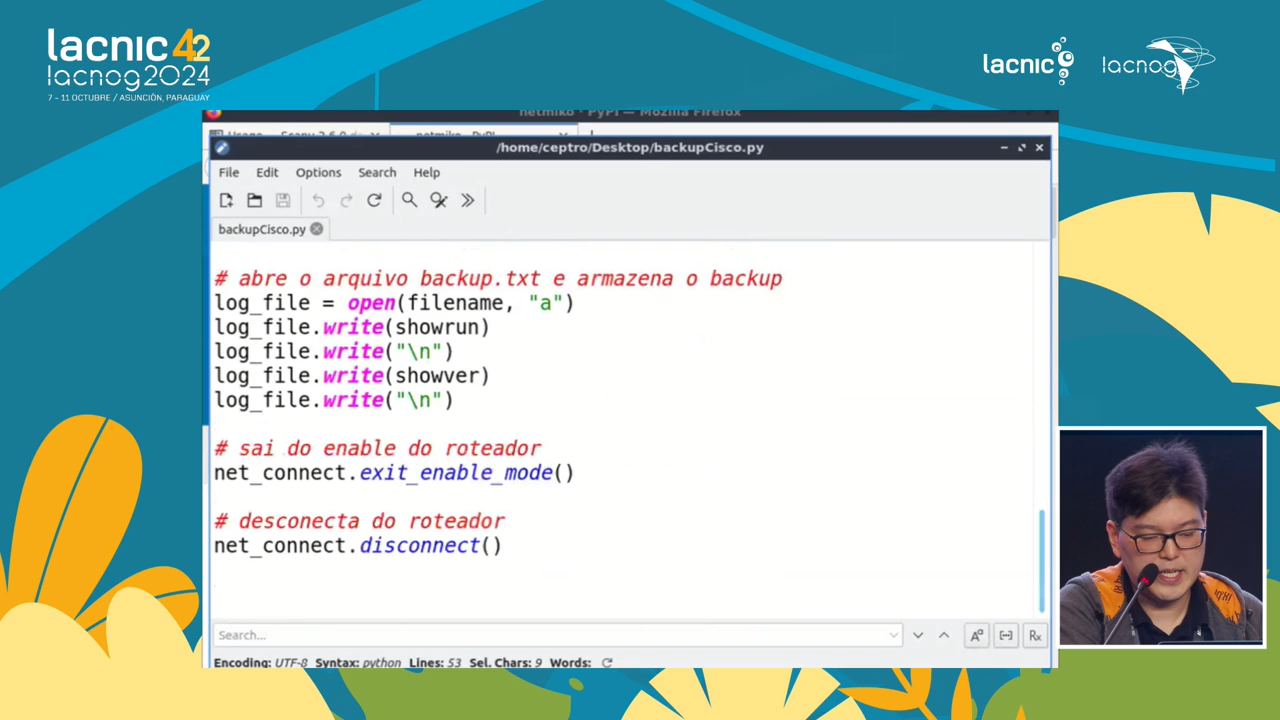 lacnic 42
lacnog2024
7 - 11 OCTUBRE / ASUNCIÓN, PARAGUAY
lacnic
lacnog
netmiko · PyPI — Mozilla Firefox
/home/ceptro/Desktop/backupCisco.py
File Edit Options Search Help
backupCisco.py
# abre o arquivo backup.txt e armazena o backup
log_file = open(filename, "a")
log_file.write(showrun)
log_file.write("\n")
log_file.write(showver)
log_file.write("\n")
# sai do enable do roteador
net_connect.exit_enable_mode()
# desconecta do roteador
net_connect.disconnect()
Search...
Encoding: UTF-8 Syntax: python Lines: 53 Sel. Chars: 9 Words: